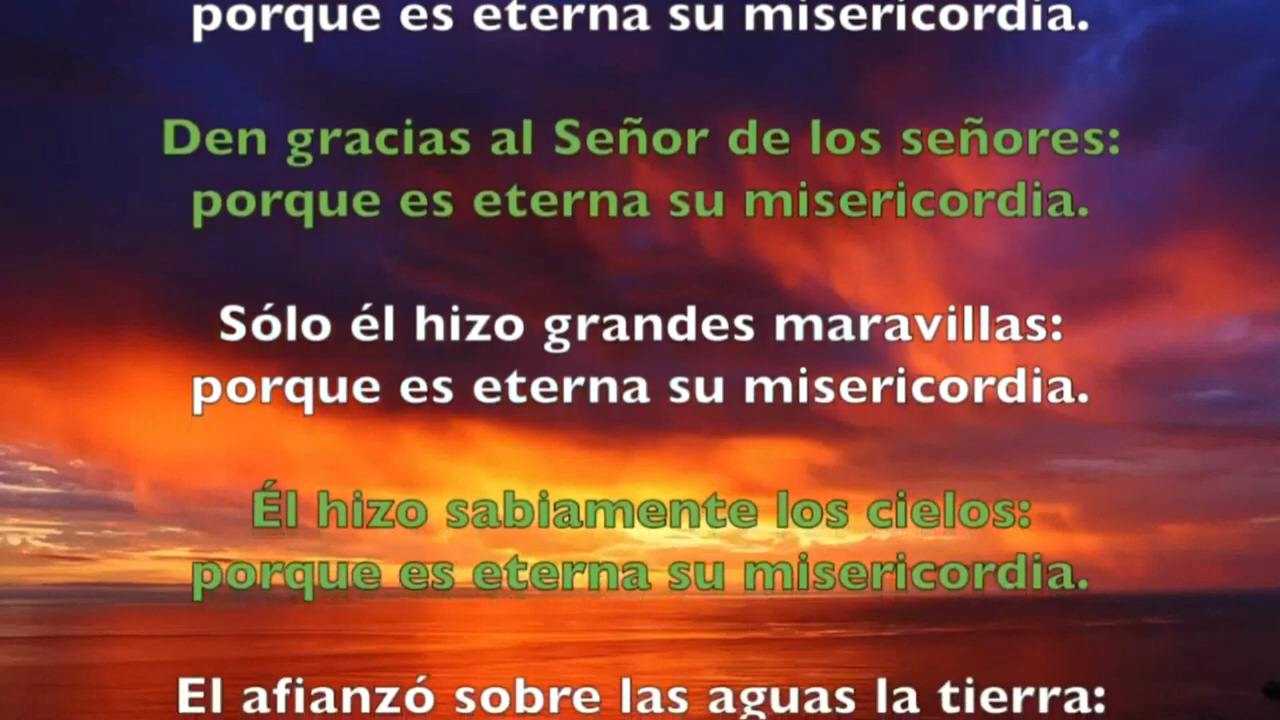 porque es eterna su misericordia.
Den gracias al Señor de los señores:
porque es eterna su misericordia.
Sólo él hizo grandes maravillas:
porque es eterna su misericordia.
Él hizo sabiamente los cielos:
porque es eterna su misericordia.
El afianzó sobre las aguas la tierra: